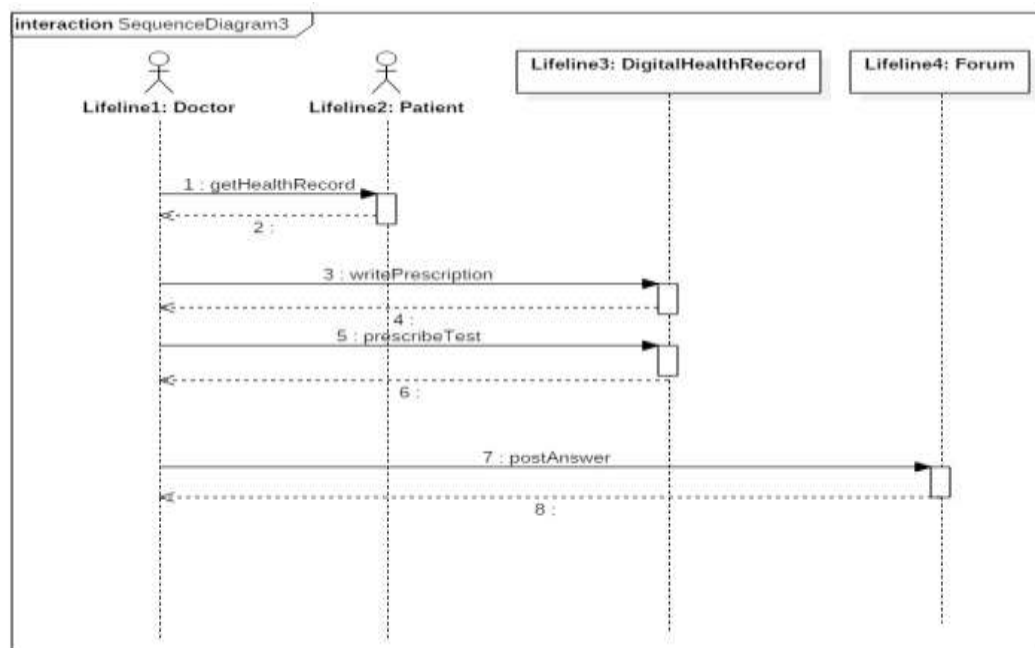 interaction SequenceDiagram3
Lifeline1: Doctor
Lifeline2: Patient
Lifeline3: DigitalHealthRecord
Lifeline4: Forum
1 : getHealthRecord
2 :
3 : writePrescription
4 :
5 : prescribeTest
6 :
7 : postAnswer
8 :